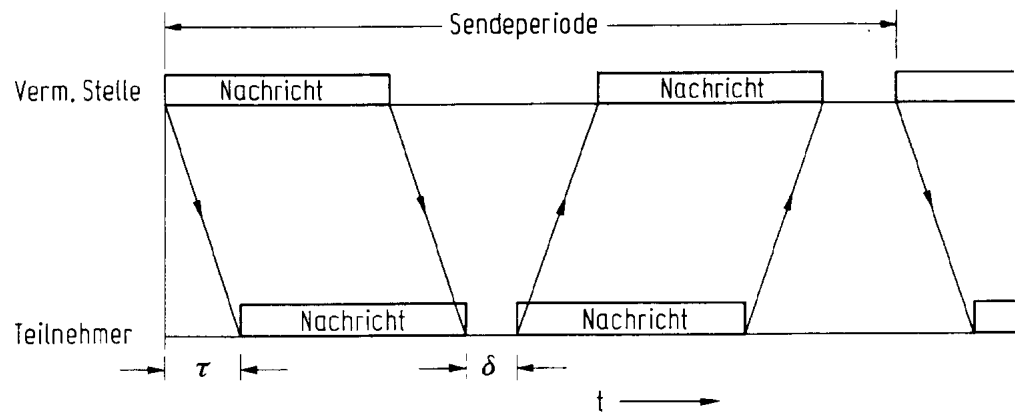 Sendeperiode
Verm. Stelle
Nachricht
Nachricht
Nachricht
Nachricht
Teilnehmer
τ
δ
t